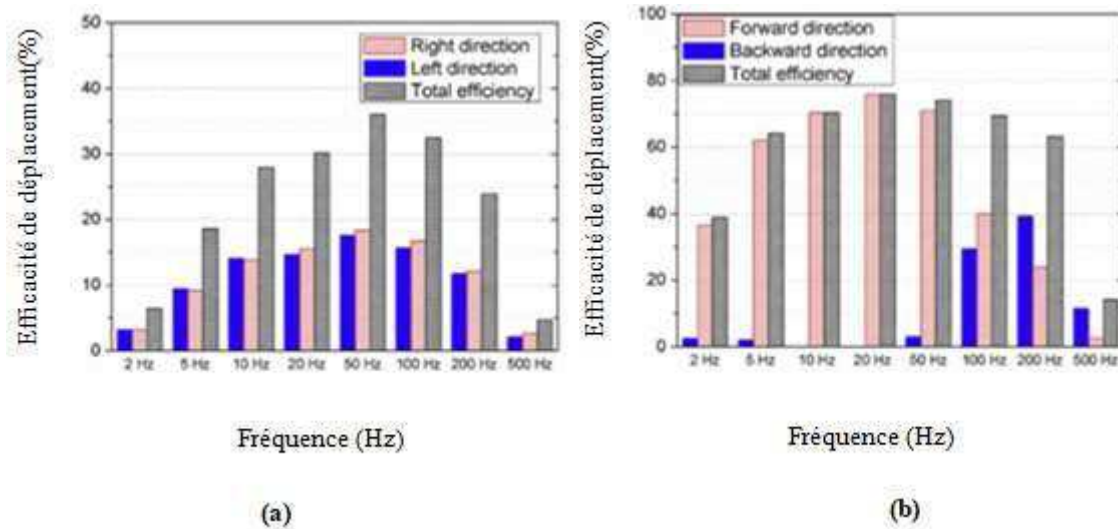 Efficacité de déplacement(%)
50
40
30
20
10
0
Right direction
Left direction
Total efficiency
2 Hz 5 Hz 10 Hz 20 Hz 50 Hz 100 Hz 200 Hz 500 Hz
Fréquence (Hz)
(a)
Efficacité de déplacement(%)
100
80
60
40
20
0
Forward direction
Backward direction
Total efficiency
2 Hz 5 Hz 10 Hz 20 Hz 50 Hz 100 Hz 200 Hz 500 Hz
Fréquence (Hz)
(b)